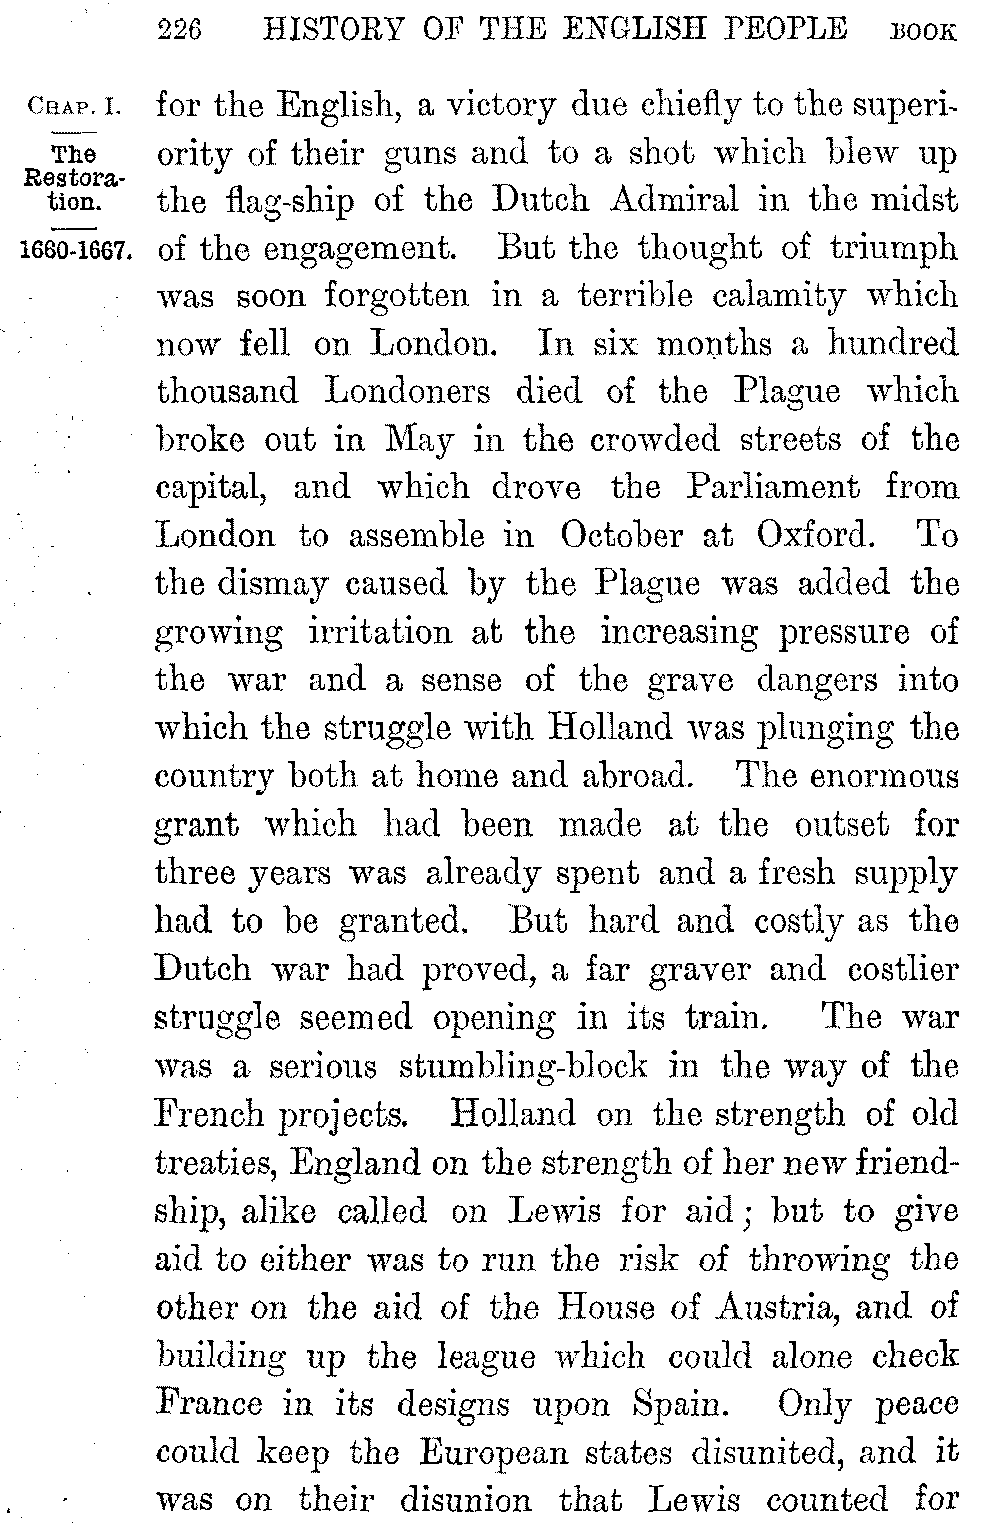 226 HISTORY OF THE ENGLISH PEOPLE BOOK
CHAP. I.
The
Restora-
tion.
1660-1667.
for the English, a victory due chiefly to the superi-
ority of their guns and to a shot which blew up
the flag-ship of the Dutch Admiral in the midst
of the engagement. But the thought of triumph
was soon forgotten in a terrible calamity which
now fell on London. In six months a hundred
thousand Londoners died of the Plague which
broke out in May in the crowded streets of the
capital, and which drove the Parliament from
London to assemble in October at Oxford. To
the dismay caused by the Plague was added the
growing irritation at the increasing pressure of
the war and a sense of the grave dangers into
which the struggle with Holland was plunging the
country both at home and abroad. The enormous
grant which had been made at the outset for
three years was already spent and a fresh supply
had to be granted. But hard and costly as the
Dutch war had proved, a far graver and costlier
struggle seemed opening in its train. The war
was a serious stumbling-block in the way of the
French projects. Holland on the strength of old
treaties, England on the strength of her new friend-
ship, alike called on Lewis for aid; but to give
aid to either was to run the risk of throwing the
other on the aid of the House of Austria, and of
building up the league which could alone check
France in its designs upon Spain. Only peace
could keep the European states disunited, and it
was on their disunion that Lewis counted for